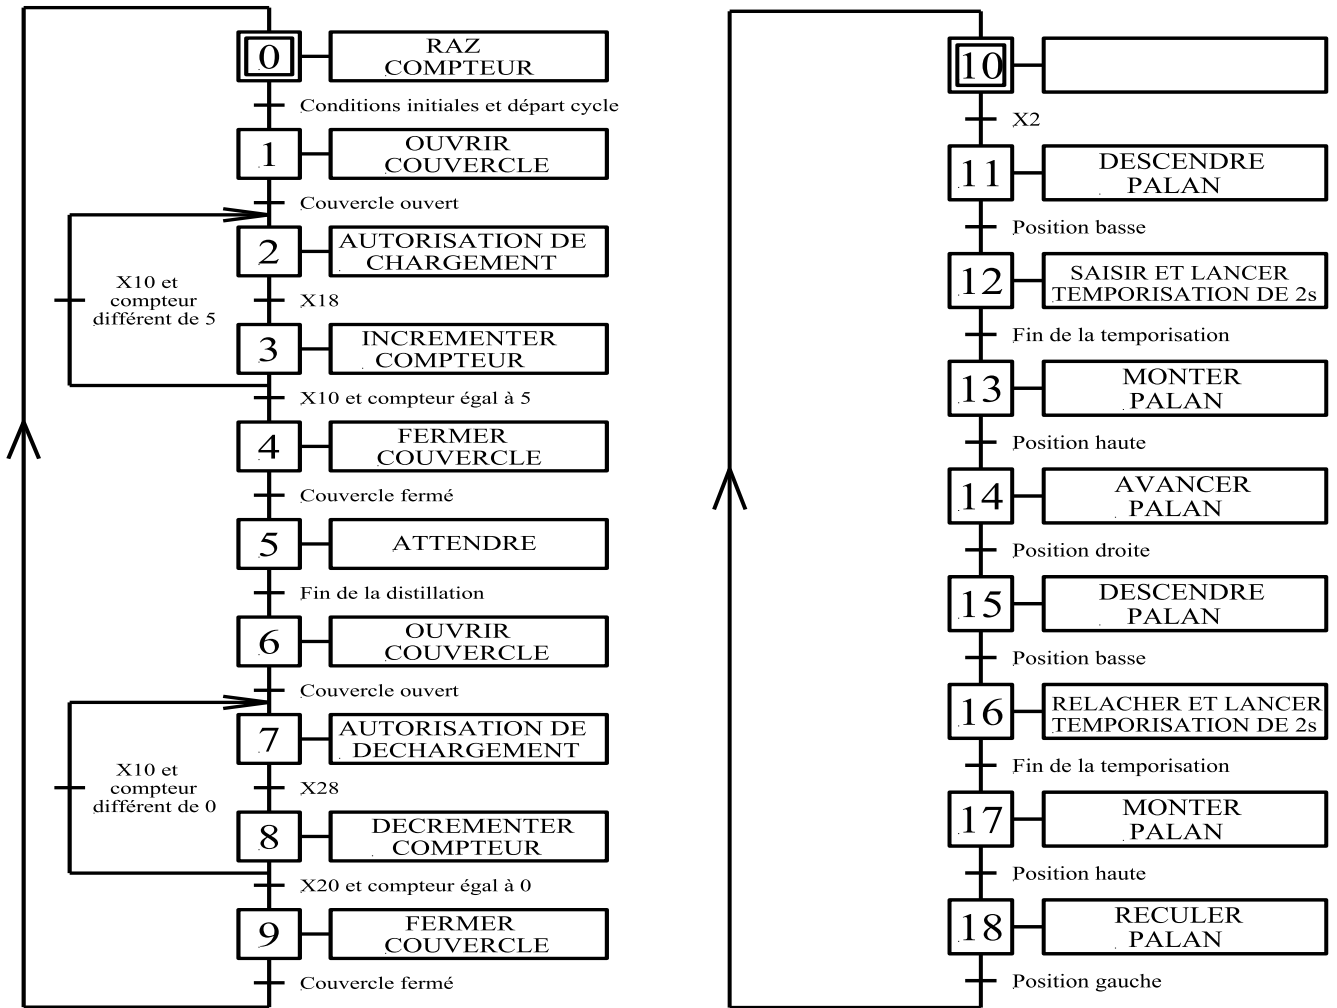 0
RAZ
COMPTEUR
Conditions initiales et départ cycle
1
OUVRIR
COUVERCLE
Couvercle ouvert
2
AUTORISATION DE
CHARGEMENT
X10 et
compteur
différent de 5
X18
3
INCREMENTER
COMPTEUR
X10 et compteur égal à 5
4
FERMER
COUVERCLE
Couvercle fermé
5
ATTENDRE
Fin de la distillation
6
OUVRIR
COUVERCLE
Couvercle ouvert
7
AUTORISATION DE
DECHARGEMENT
X10 et
compteur
différent de 0
X28
8
DECREMENTER
COMPTEUR
X20 et compteur égal à 0
9
FERMER
COUVERCLE
Couvercle fermé
10
X2
11
DESCENDRE
PALAN
Position basse
12
SAISIR ET LANCER
TEMPORISATION DE 2s
Fin de la temporisation
13
MONTER
PALAN
Position haute
14
AVANCER
PALAN
Position droite
15
DESCENDRE
PALAN
Position basse
16
RELACHER ET LANCER
TEMPORISATION DE 2s
Fin de la temporisation
17
MONTER
PALAN
Position haute
18
RECULER
PALAN
Position gauche